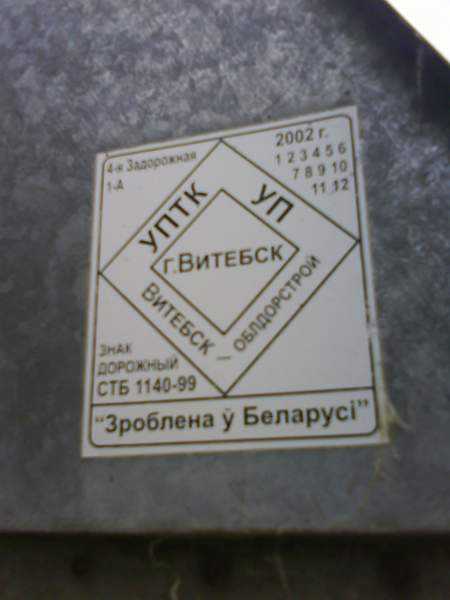 4-я Задорожная
1-А
2002 г.
1 2 3 4 5 6
7 8 9 10
11 12
УПТК
УП
г.Витебск
Витебск_облдорстрой
ЗНАК
ДОРОЖНЫЙ
СТБ 1140-99
“Зроблена ў Беларусі”